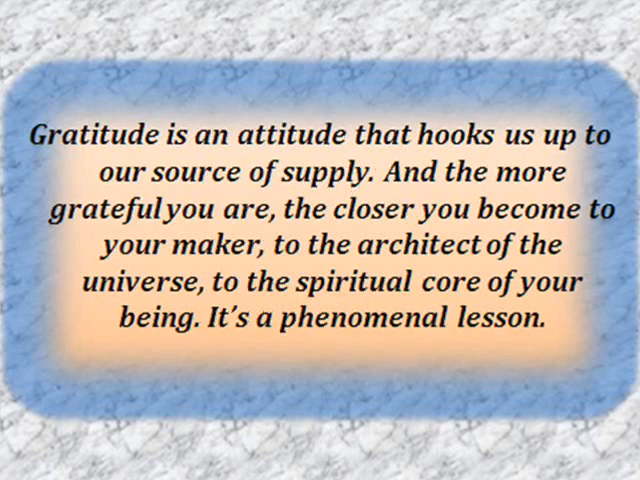 Gratitude is an attitude that hooks us up to
our source of supply. And the more
grateful you are, the closer you become to
your maker, to the architect of the
universe, to the spiritual core of your
being. It's a phenomenal lesson.